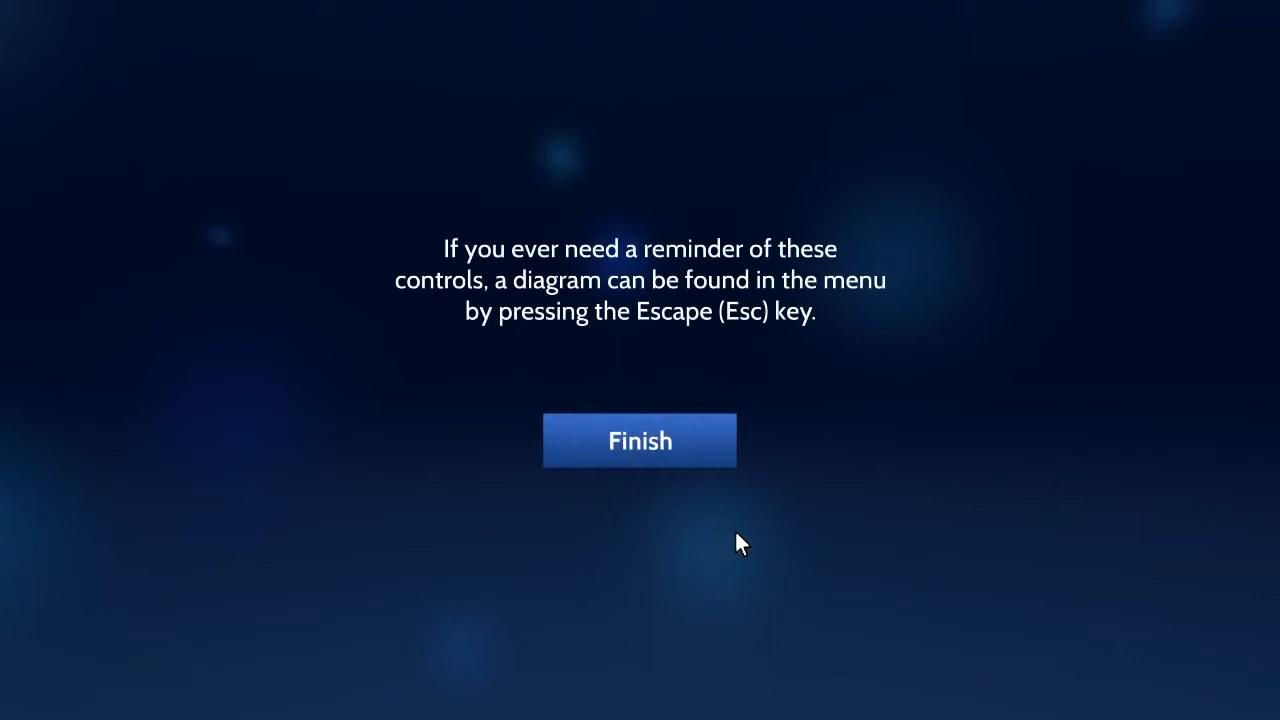 If you ever need a reminder of these
controls, a diagram can be found in the menu
by pressing the Escape (Esc) key.
Finish